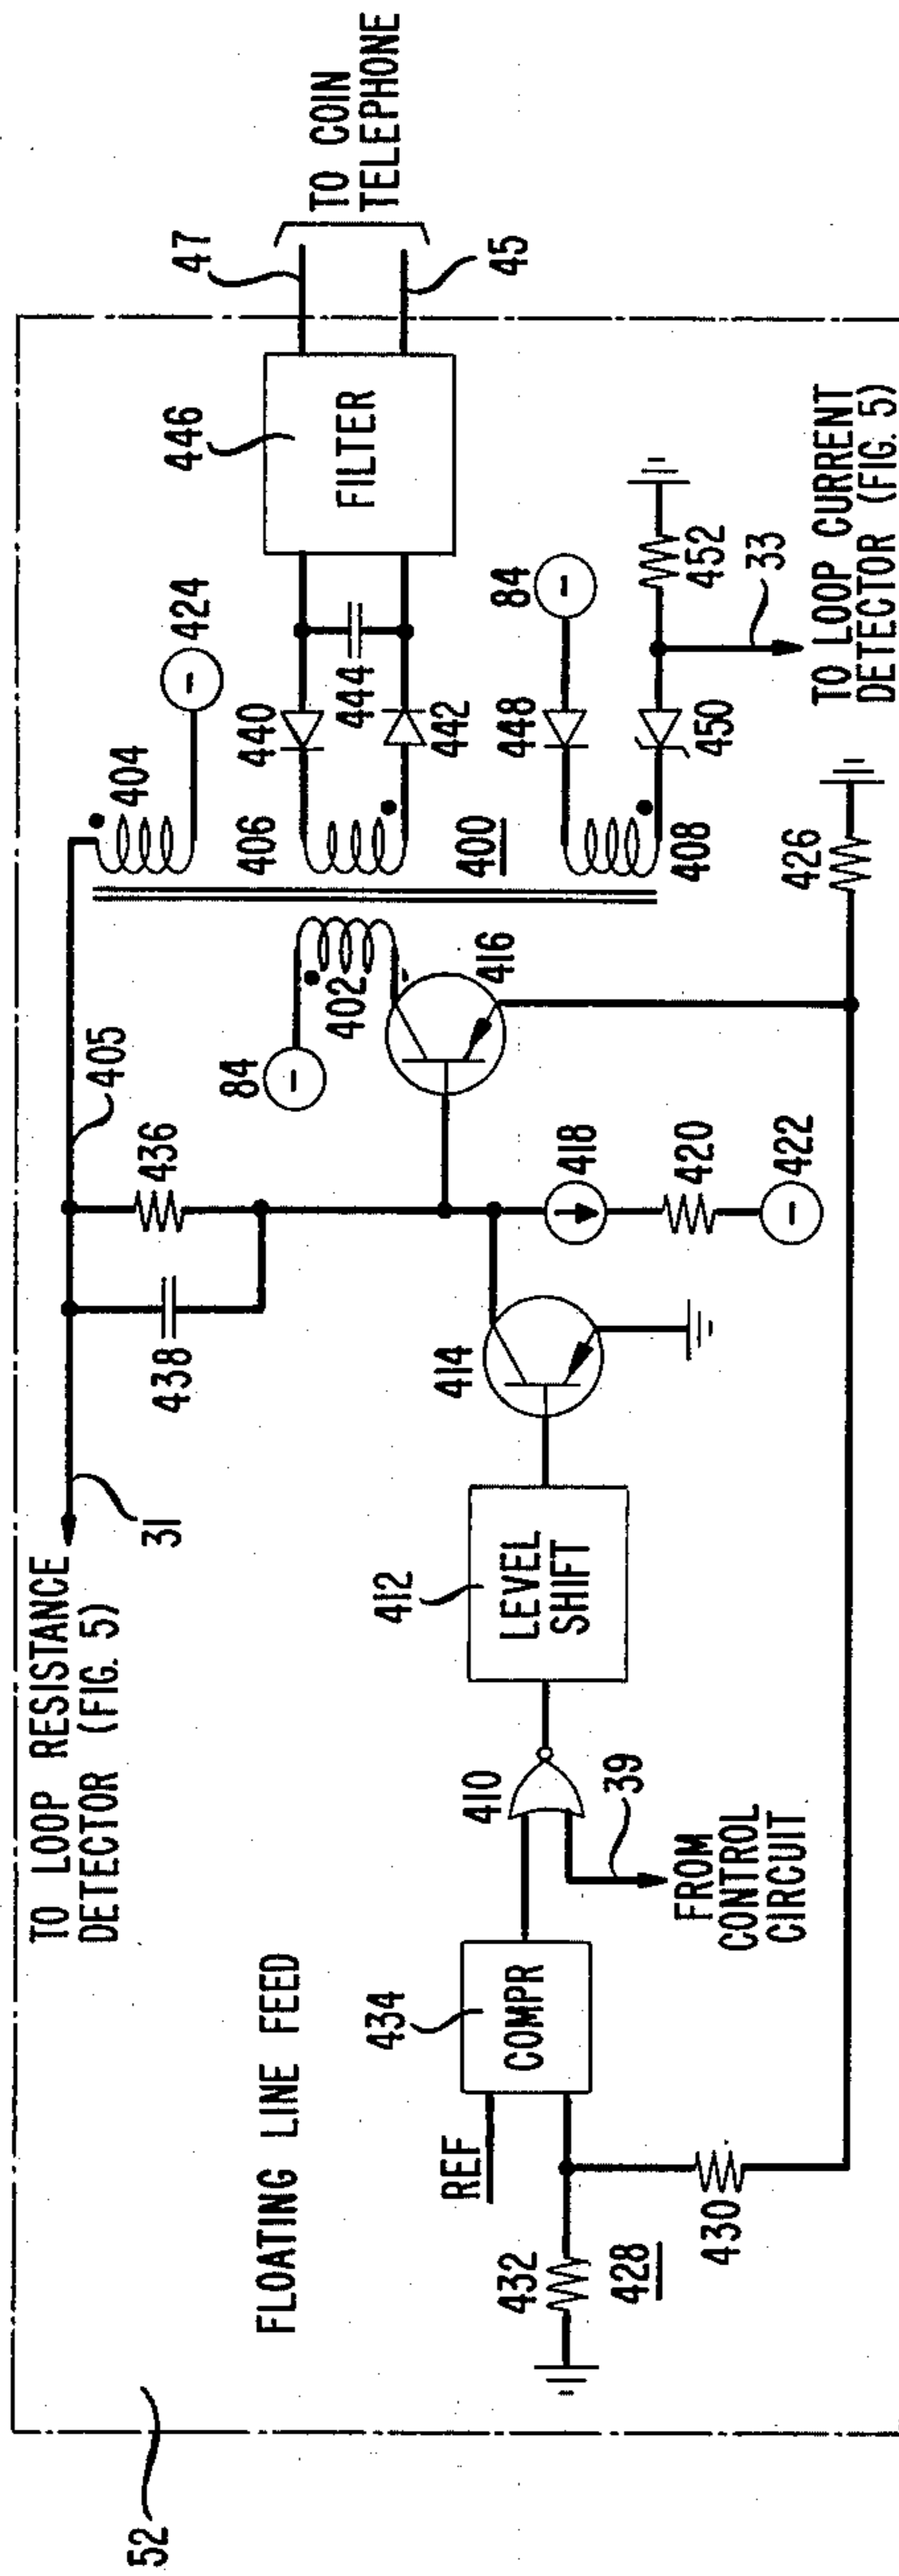 52
FLOATING LINE FEED
TO LOOP RESISTANCE
DETECTOR (FIG. 5)
31
405
438
436
404
424
84
402
406
440
444
442
446
FILTER
47
45
TO COIN
TELEPHONE
400
408
448
84
450
452
33
TO LOOP CURRENT
DETECTOR (FIG. 5)
416
426
418
420
422
414
412
LEVEL
SHIFT
410
39
FROM
CONTROL
CIRCUIT
434
COMPR
REF
432
428
430